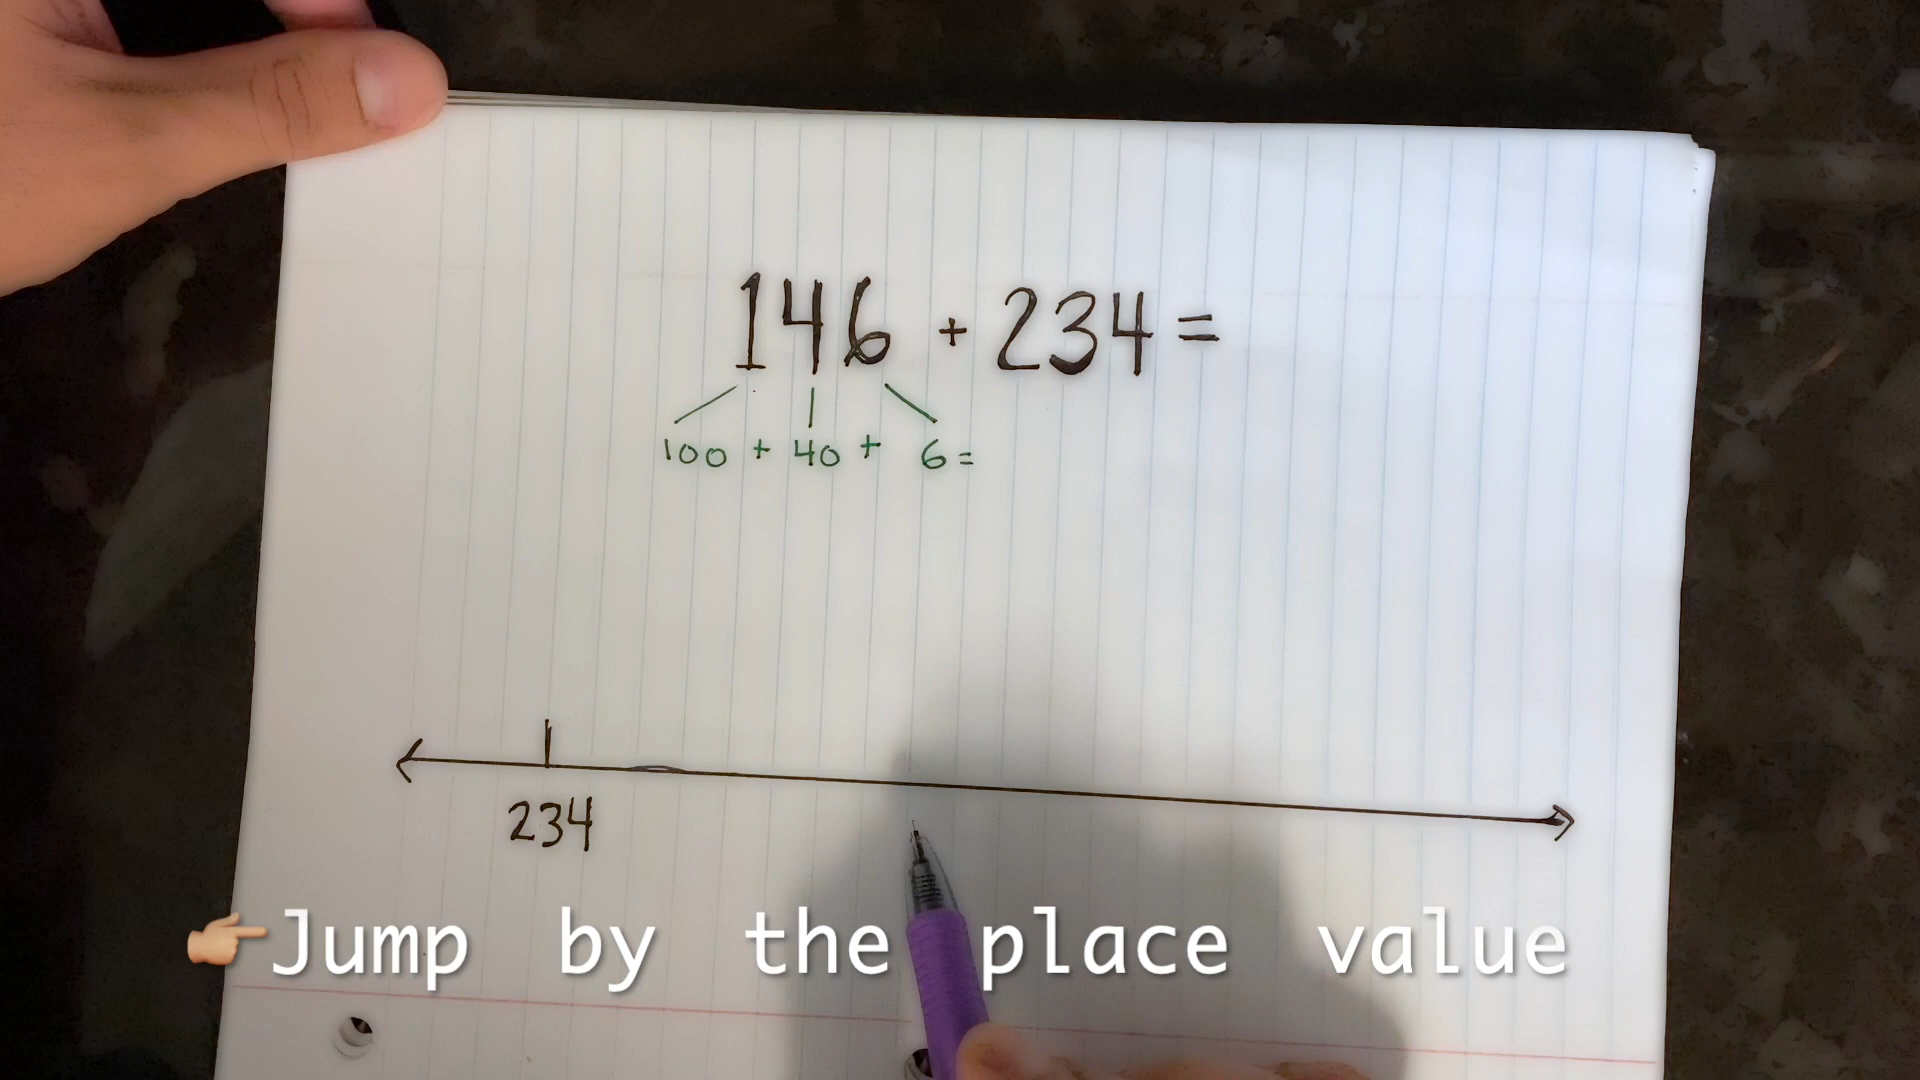 146 + 234 =
100 + 40 + 6 =
234
👉Jump by the place value